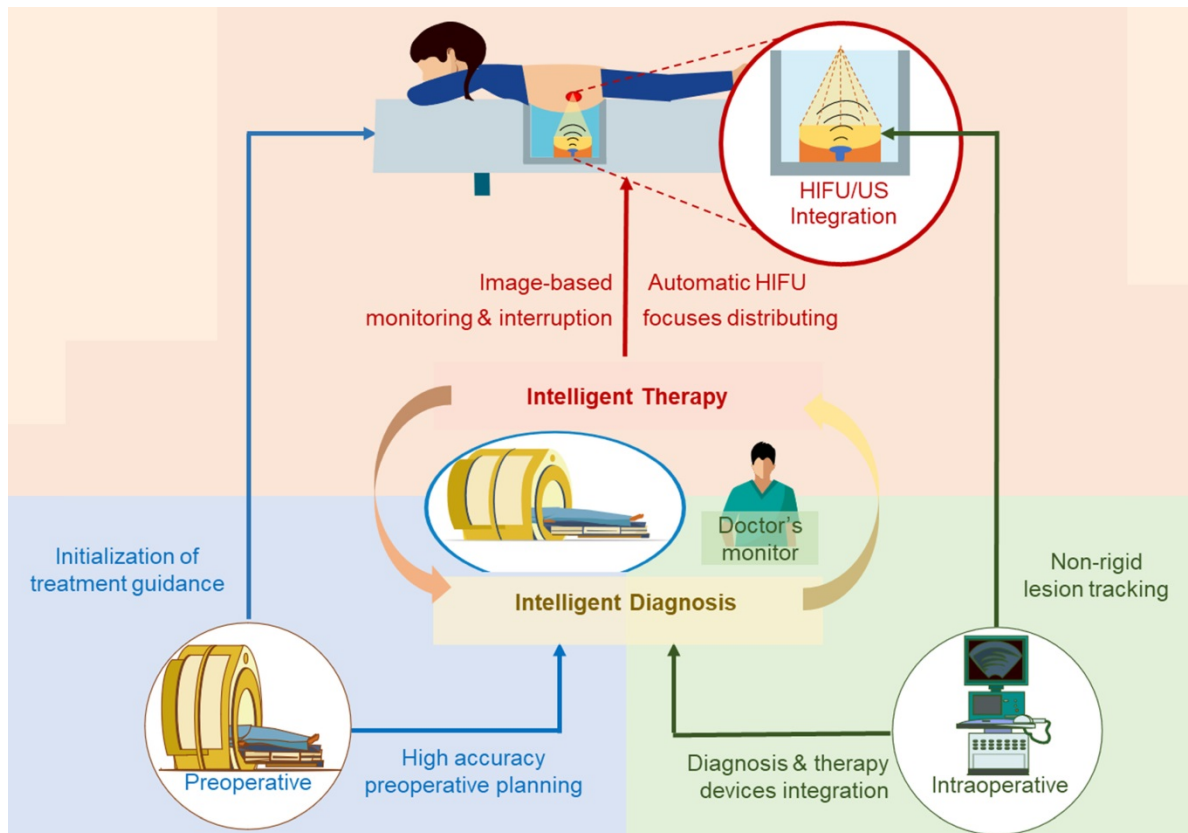 HIFU/US
Integration
Image-based
monitoring & interruption
Automatic HIFU
focuses distributing
Intelligent Therapy
Doctor's
monitor
Initialization of
treatment guidance
Non-rigid
lesion tracking
Intelligent Diagnosis
Preoperative
High accuracy
preoperative planning
Diagnosis & therapy
devices integration
Intraoperative